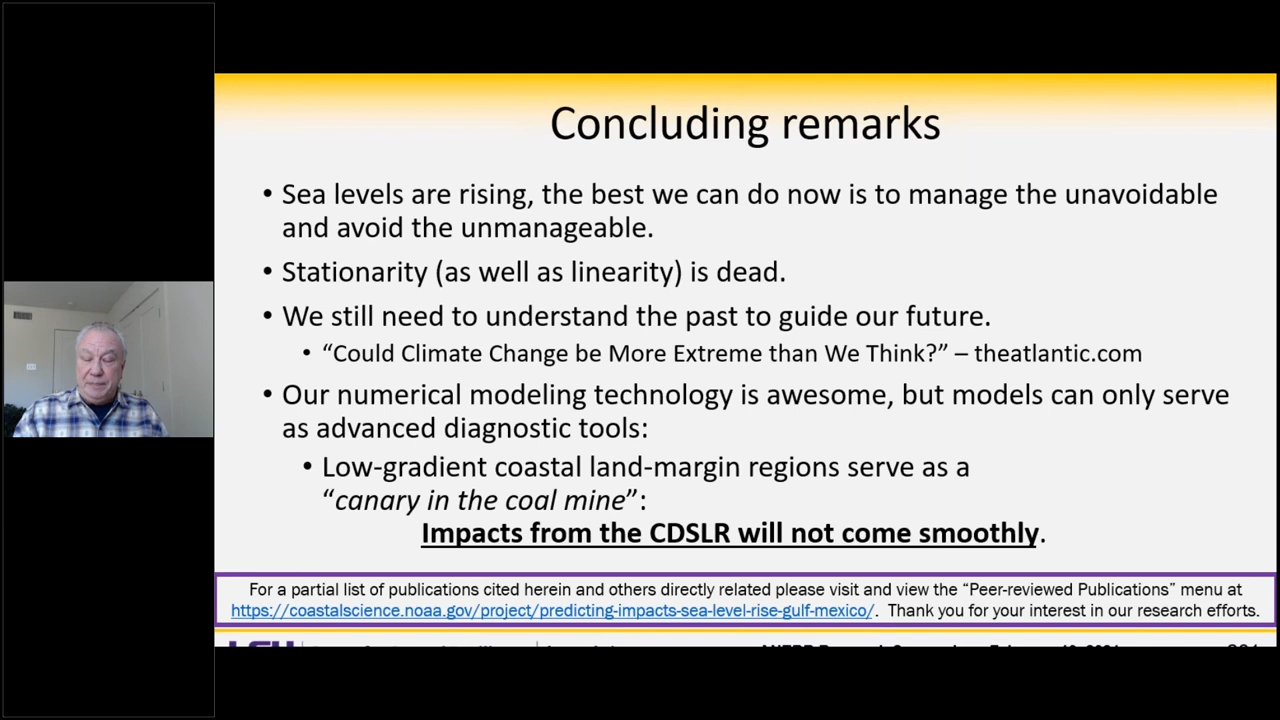 Concluding remarks
• Sea levels are rising, the best we can do now is to manage the unavoidable
and avoid the unmanageable.
• Stationarity (as well as linearity) is dead.
• We still need to understand the past to guide our future.
• “Could Climate Change be More Extreme than We Think?” – theatlantic.com
• Our numerical modeling technology is awesome, but models can only serve
as advanced diagnostic tools:
• Low-gradient coastal land-margin regions serve as a
“canary in the coal mine”:
Impacts from the CDSLR will not come smoothly.
For a partial list of publications cited herein and others directly related please visit and view the “Peer-reviewed Publications” menu at
https://coastalscience.noaa.gov/project/predicting-impacts-sea-level-rise-gulf-mexico/. Thank you for your interest in our research efforts.
LSU